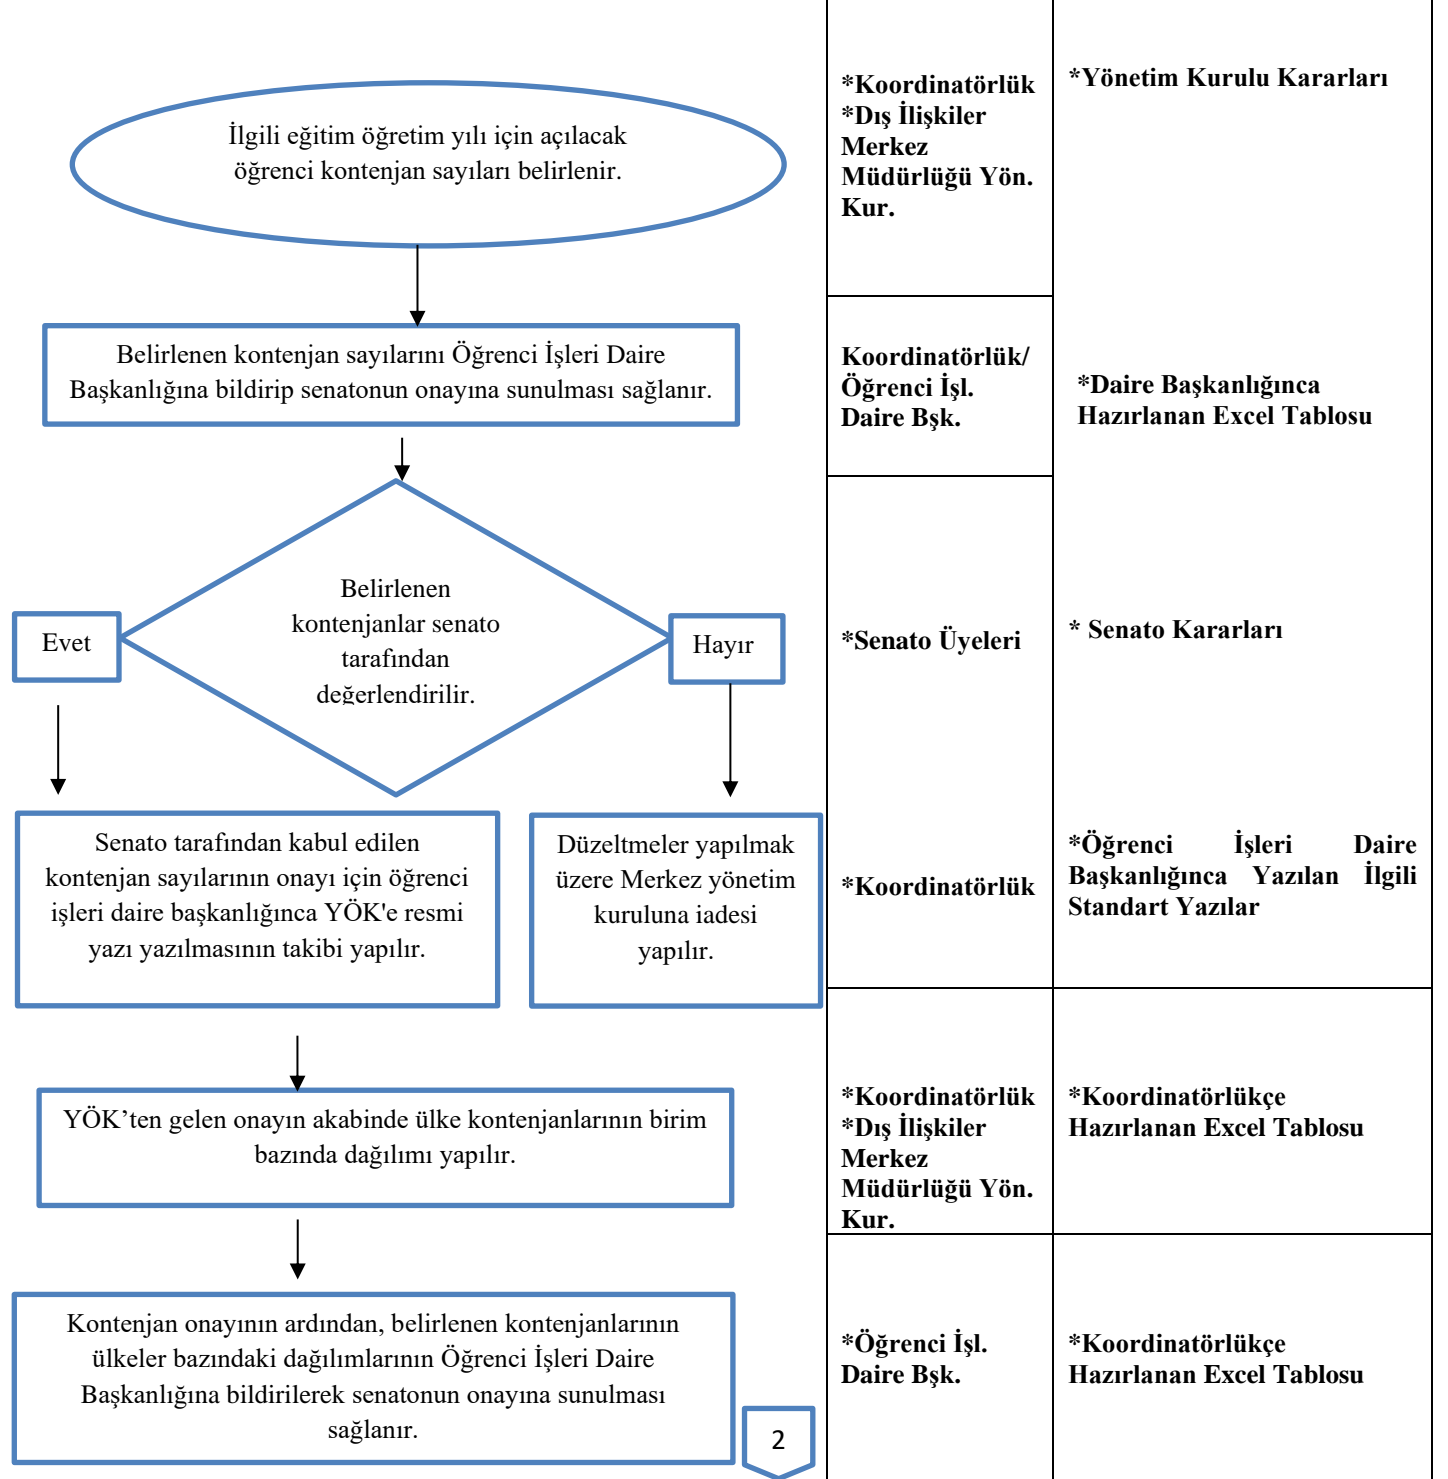 İlgili eğitim öğretim yılı için açılacak
öğrenci kontenjan sayıları belirlenir.
*Koordinatörlük
*Dış İlişkiler
Merkez
Müdürlüğü Yön.
Kur.
*Yönetim Kurulu Kararları
Belirlenen kontenjan sayılarını Öğrenci İşleri Daire
Başkanlığına bildirip senatonun onayına sunulması sağlanır.
Koordinatörlük/
Öğrenci İşl.
Daire Bşk.
*Daire Başkanlığınca
Hazırlanan Excel Tablosu
Belirlenen
kontenjanlar senato
tarafından
değerlendirilir.
Evet
Hayır
*Senato Üyeleri
* Senato Kararları
Senato tarafından kabul edilen
kontenjan sayılarının onayı için öğrenci
işleri daire başkanlığınca YÖK'e resmi
yazı yazılmasının takibi yapılır.
Düzeltmeler yapılmak
üzere Merkez yönetim
kuruluna iadesi
yapılır.
*Koordinatörlük
*Öğrenci İşleri Daire
Başkanlığınca Yazılan İlgili
Standart Yazılar
YÖK’ten gelen onayın akabinde ülke kontenjanlarının birim
bazında dağılımı yapılır.
*Koordinatörlük
*Dış İlişkiler
Merkez
Müdürlüğü Yön.
Kur.
*Koordinatörlükçe
Hazırlanan Excel Tablosu
Kontenjan onayının ardından, belirlenen kontenjanlarının
ülkeler bazındaki dağılımlarının Öğrenci İşleri Daire
Başkanlığına bildirilerek senatonun onayına sunulması
sağlanır.
2
*Öğrenci İşl.
Daire Bşk.
*Koordinatörlükçe
Hazırlanan Excel Tablosu